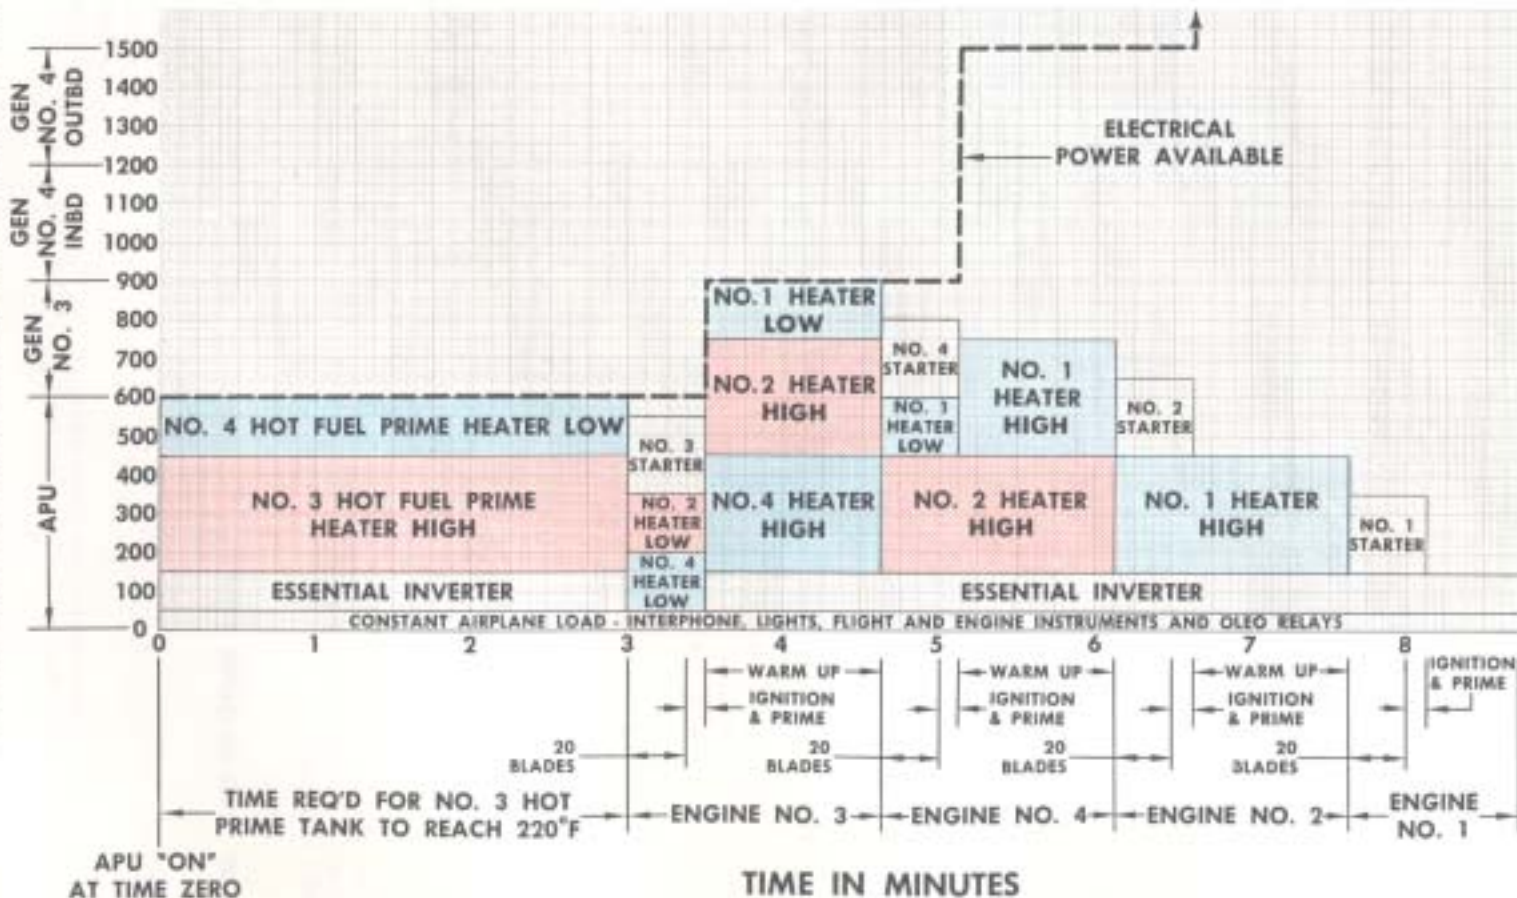 1500
1400
1300
1200
1100
1000
900
800
700
600
500
400
300
200
100
0
GEN
NO. 4
OUTBD
GEN
NO. 4
INBD
GEN
NO. 3
APU
ELECTRICAL
POWER AVAILABLE
NO. 1 HEATER
LOW
NO. 2 HEATER
HIGH
NO. 4 HEATER
HIGH
NO. 4
STARTER
NO. 1
HEATER
LOW
NO. 1
HEATER
HIGH
NO. 2
STARTER
NO. 4 HOT FUEL PRIME HEATER LOW
NO. 3
STARTER
NO. 3 HOT FUEL PRIME
HEATER HIGH
NO. 2
HEATER
LOW
NO. 4
HEATER
LOW
NO. 2 HEATER
HIGH
NO. 1 HEATER
HIGH
NO. 1
STARTER
ESSENTIAL INVERTER
ESSENTIAL INVERTER
CONSTANT AIRPLANE LOAD - INTERPHONE, LIGHTS, FLIGHT AND ENGINE INSTRUMENTS AND OLEO RELAYS
0 1 2 3 4 5 6 7 8
WARM UP
IGNITION
& PRIME
WARM UP
IGNITION
& PRIME
WARM UP
IGNITION
& PRIME
IGNITION
& PRIME
20
BLADES
20
BLADES
20
BLADES
20
BLADES
TIME REQ'D FOR NO. 3 HOT
PRIME TANK TO REACH 220°F
ENGINE NO. 3
ENGINE NO. 4
ENGINE NO. 2
ENGINE
NO. 1
APU "ON"
AT TIME ZERO
TIME IN MINUTES